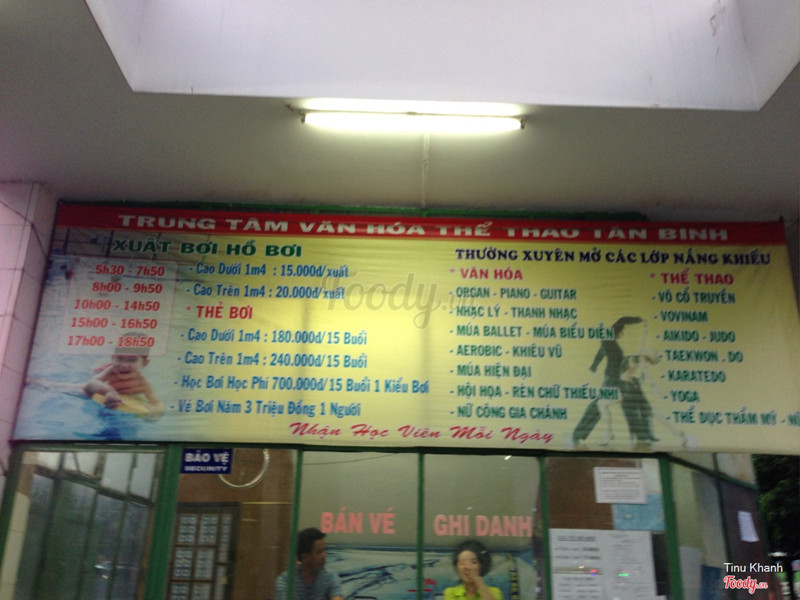 TRUNG TÂM VĂN HÓA THỂ THAO TÂN BÌNH
XUẤT BƠI HỒ BƠI
5h30 - 7h50
8h00 - 9h50
10h00 - 14h50
15h00 - 16h50
17h00 - 18h50
- Cao Dưới 1m4 : 15.000đ/xuất
- Cao Trên 1m4 : 20.000đ/xuất
* THẺ BƠI
- Cao Dưới 1m4 : 180.000đ/15 Buổi
- Cao Trên 1m4 : 240.000đ/15 Buổi
- Học Bơi Học Phí 700.000đ/15 Buổi 1 Kiểu Bơi
- Vé Bơi Năm 3 Triệu Đồng 1 Người
THƯỜNG XUYÊN MỞ CÁC LỚP NĂNG KHIẾU
* VĂN HÓA
- ORGAN - PIANO - GUITAR
- NHẠC LÝ - THANH NHẠC
- MÚA BALLET - MÚA BIỂU DIỄN
- AEROBIC - KHIÊU VŨ
- MÚA HIỆN ĐẠI
- HỘI HỌA - RÈN CHỮ THIẾU NHI
- NỮ CÔNG GIA CHÁNH
* THỂ THAO
- VÕ CỔ TRUYỀN
- VOVINAM
- AIKIDO - JUDO
- TAEKWON . DO
- KARATEDO
- YOGA
- THỂ DỤC THẨM MỸ -
Nhận Học Viên Mỗi Ngày
Foody.vn
BẢO VỆ
SECURITY
BÁN VÉ
GHI DANH
Tinu Khanh
Foody.vn